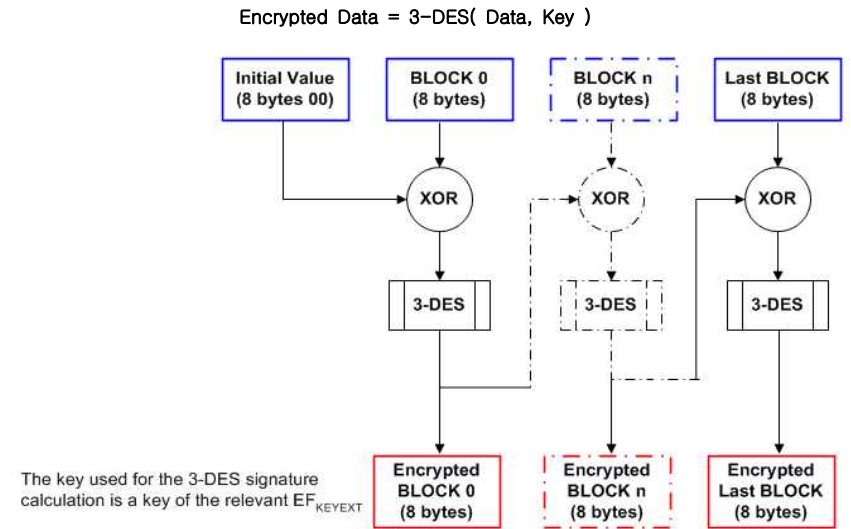 Encrypted Data = 3-DES( Data, Key )
Initial Value
(8 bytes 00)
BLOCK 0
(8 bytes)
BLOCK n
(8 bytes)
Last BLOCK
(8 bytes)
XOR
XOR
XOR
3-DES
3-DES
3-DES
The key used for the 3-DES signature
calculation is a key of the relevant EF KEYEXT
Encrypted
BLOCK 0
(8 bytes)
Encrypted
BLOCK n
(8 bytes)
Encrypted
Last BLOCK
(8 bytes)